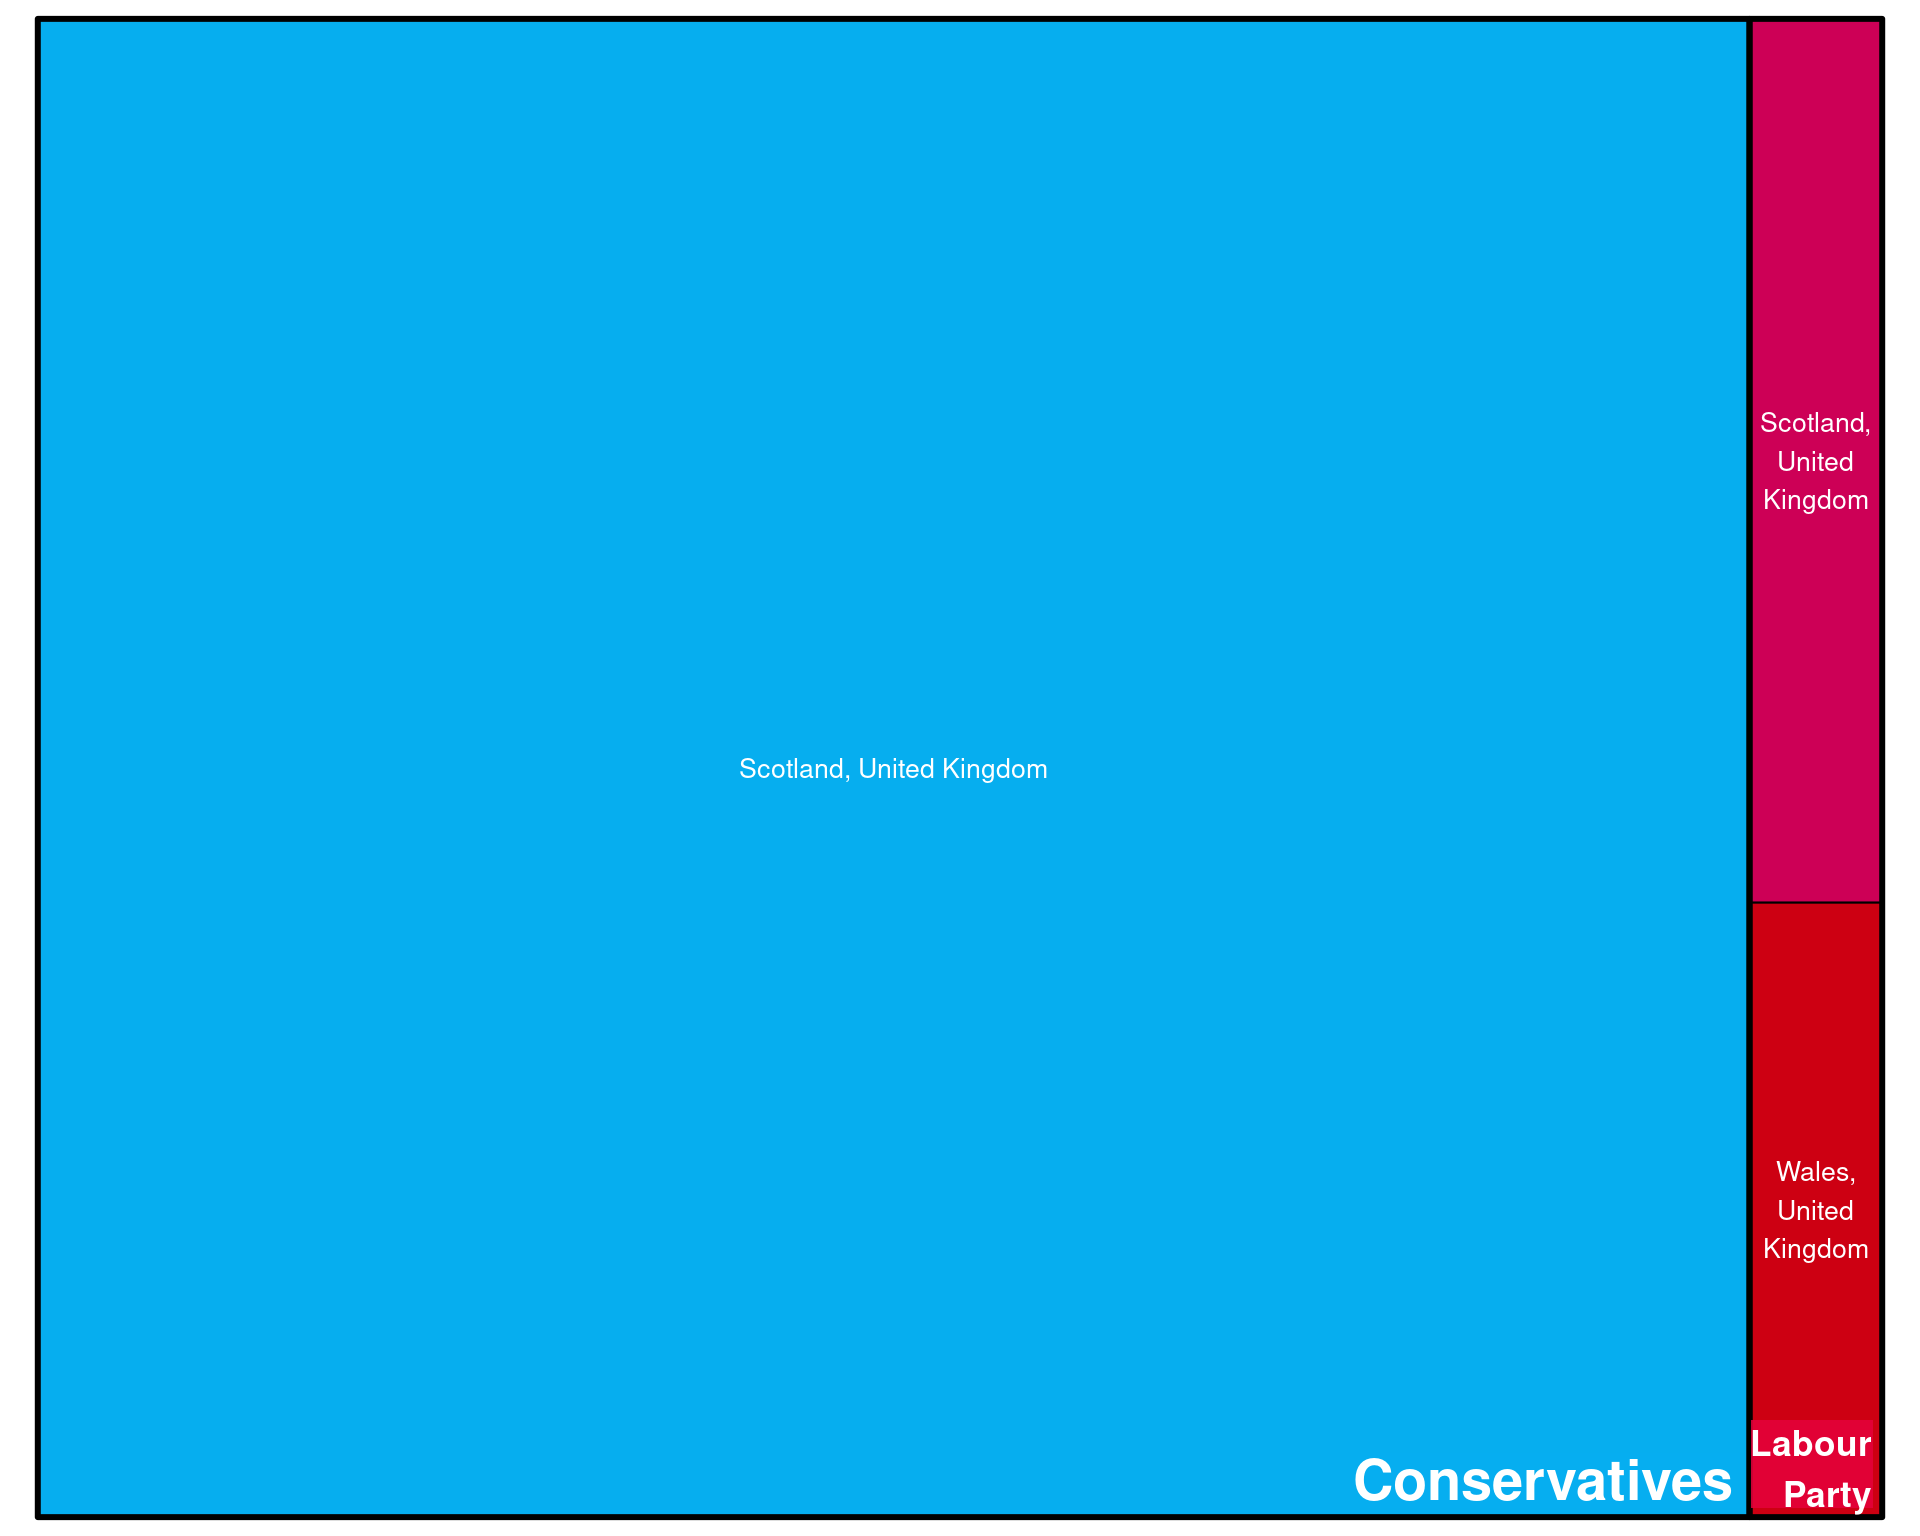 Scotland, United Kingdom
Conservatives
Scotland,
United
Kingdom
Wales,
United
Kingdom
Labour
Party